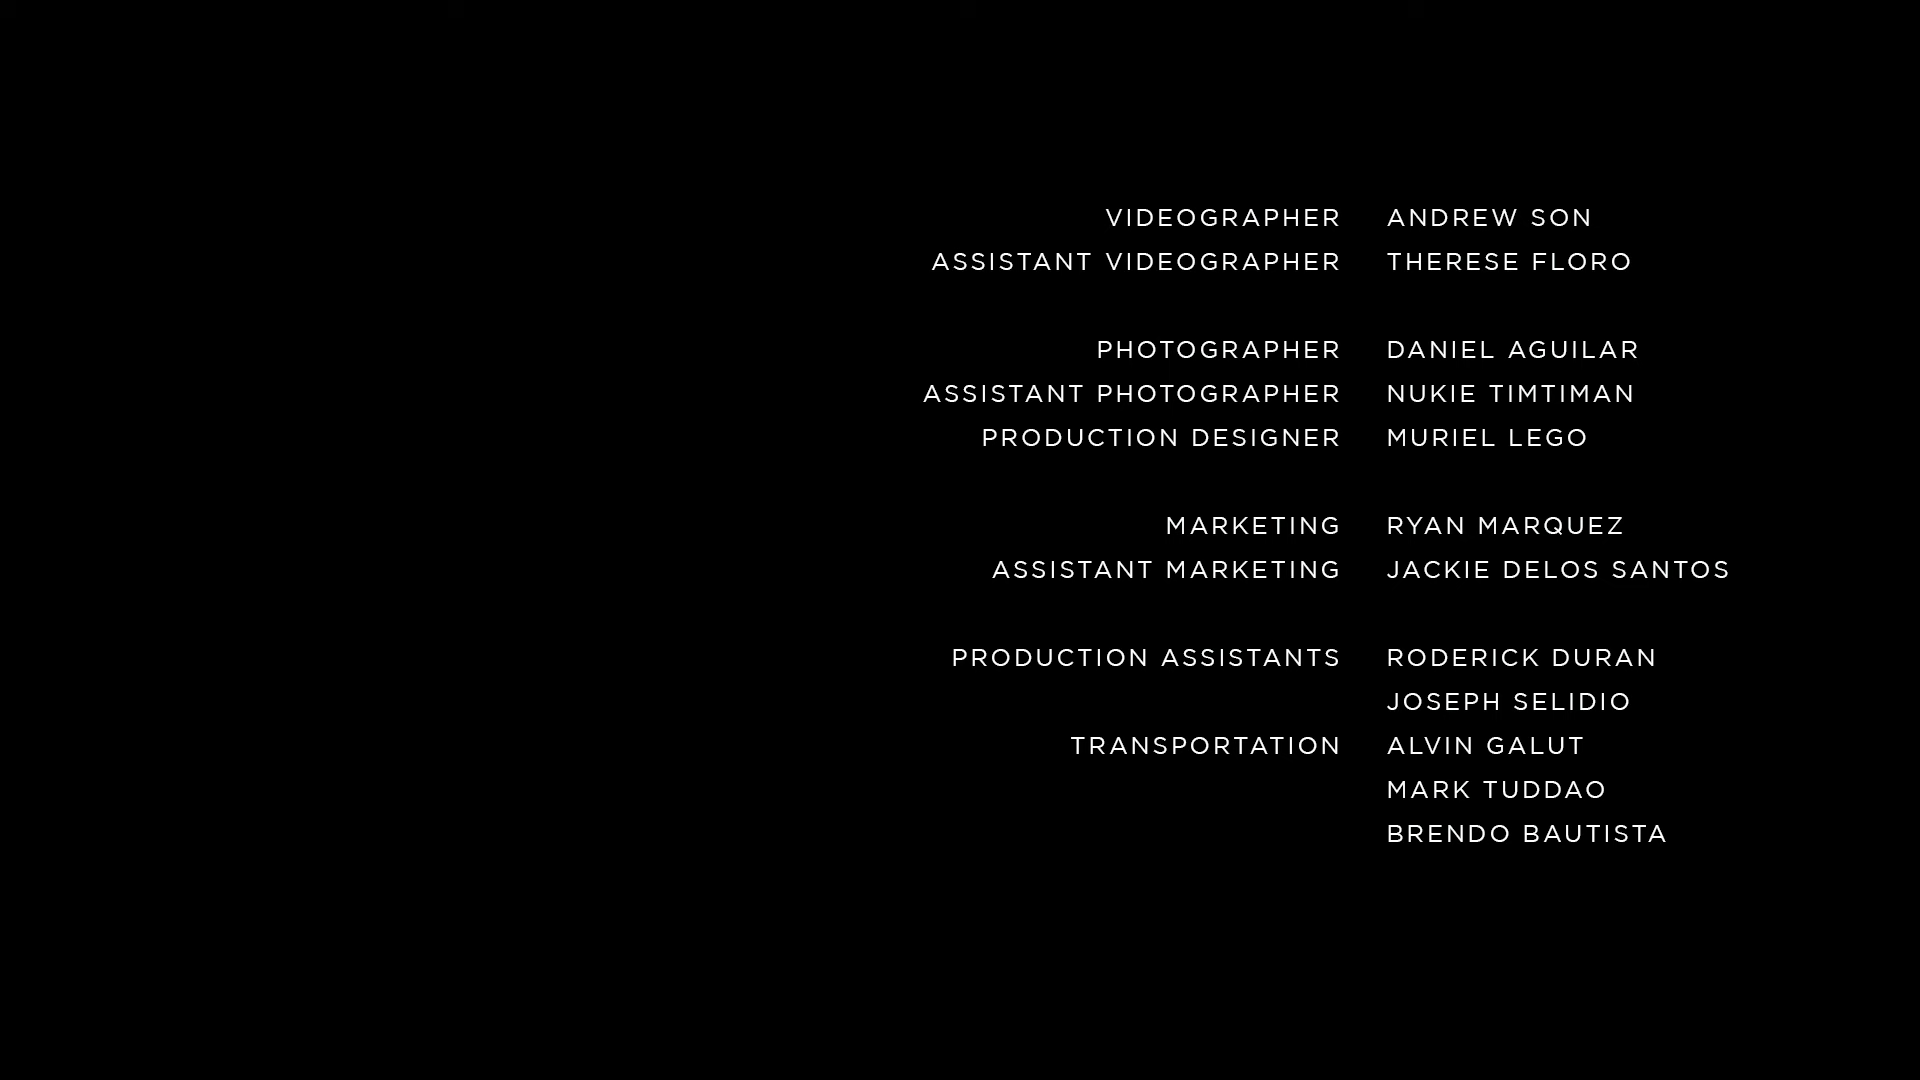 VIDEOGRAPHER ANDREW SON
ASSISTANT VIDEOGRAPHER THERESE FLORO
PHOTOGRAPHER DANIEL AGUILAR
ASSISTANT PHOTOGRAPHER NUKIE TIMTIMAN
PRODUCTION DESIGNER MURIEL LEGO
MARKETING RYAN MARQUEZ
ASSISTANT MARKETING JACKIE DELOS SANTOS
PRODUCTION ASSISTANTS RODERICK DURAN
JOSEPH SELIDIO
TRANSPORTATION ALVIN GALUT
MARK TUDDAO
BRENDO BAUTISTA